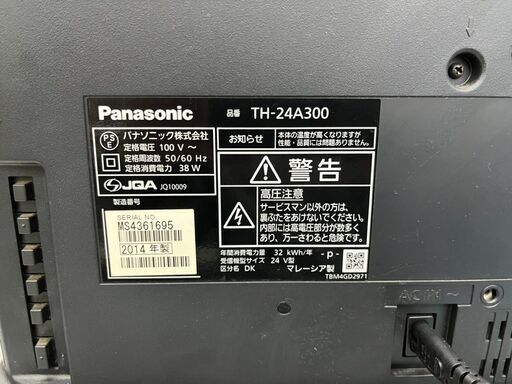 Panasonic
品番 TH-24A300
PS
E
パナソニック株式会社
定格電圧 100 V ～
定格周波数 50/60 Hz
定格消費電力 38 W
JQA JQ10009
製造番号
SERIAL NO.
MS4361695
2014 年製
お知らせ
本体の温度が高くなりますが、
性能・品質には問題ありません。
警告
高圧注意
サービスマン以外の方は、
裏ぶたをあけないでください。
内部には高電圧部分が数多く
あり、万一さわると危険です。
年間消費電力量 32 kWh/年
受信機型サイズ 24 V型
区分名 DK
-p-
マレーシア製
TBM4GD2971
AC IN ～